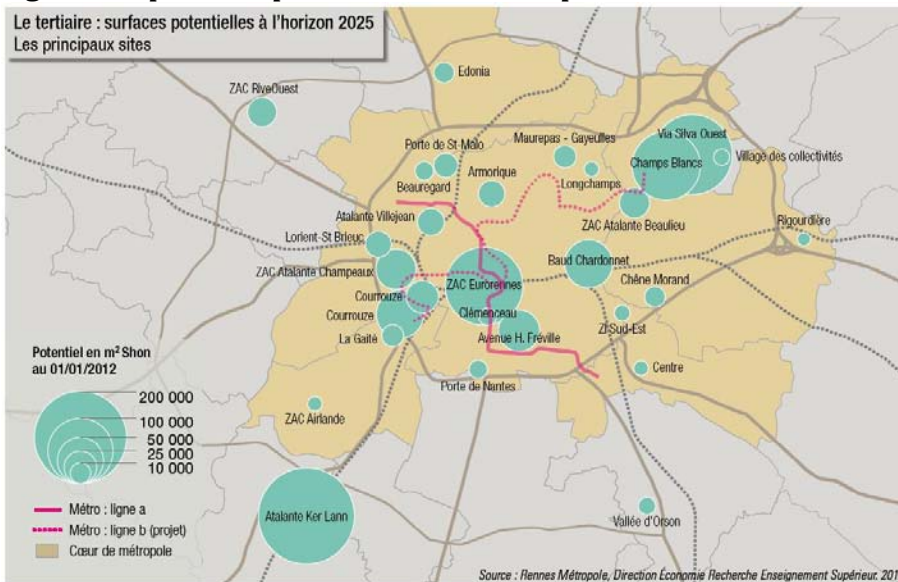 Le tertiaire : surfaces potentielles à l'horizon 2025
Les principaux sites
Edonia
ZAC RiveOuest
Via Silva Ouest
Porte de St-Malo
Maurepas - Gayeulles
Champs Blancs
Village des collectivités
Beauregard
Armorique
Longchamps
Atalante Villejean
ZAC Atalante Beaulieu
Lorient-St Brieuc
Rigourdière
ZAC Atalante Champeaux
Baud Chardonnet
ZAC Eurorennes
Chêne Morand
Courrouze
Clémenceau
Courrouze
ZI Sud-Est
La Gaité
Avenue H. Fréville
Porte de Nantes
Centre
ZAC Airlande
Potentiel en m² Shon
au 01/01/2012
200 000
100 000
50 000
25 000
10 000
Métro : ligne a
Métro : ligne b (projet)
Cœur de métropole
Atalante Ker Lann
Vallée d'Orson
Source : Rennes Métropole, Direction Économie Recherche Enseignement Supérieur. 201